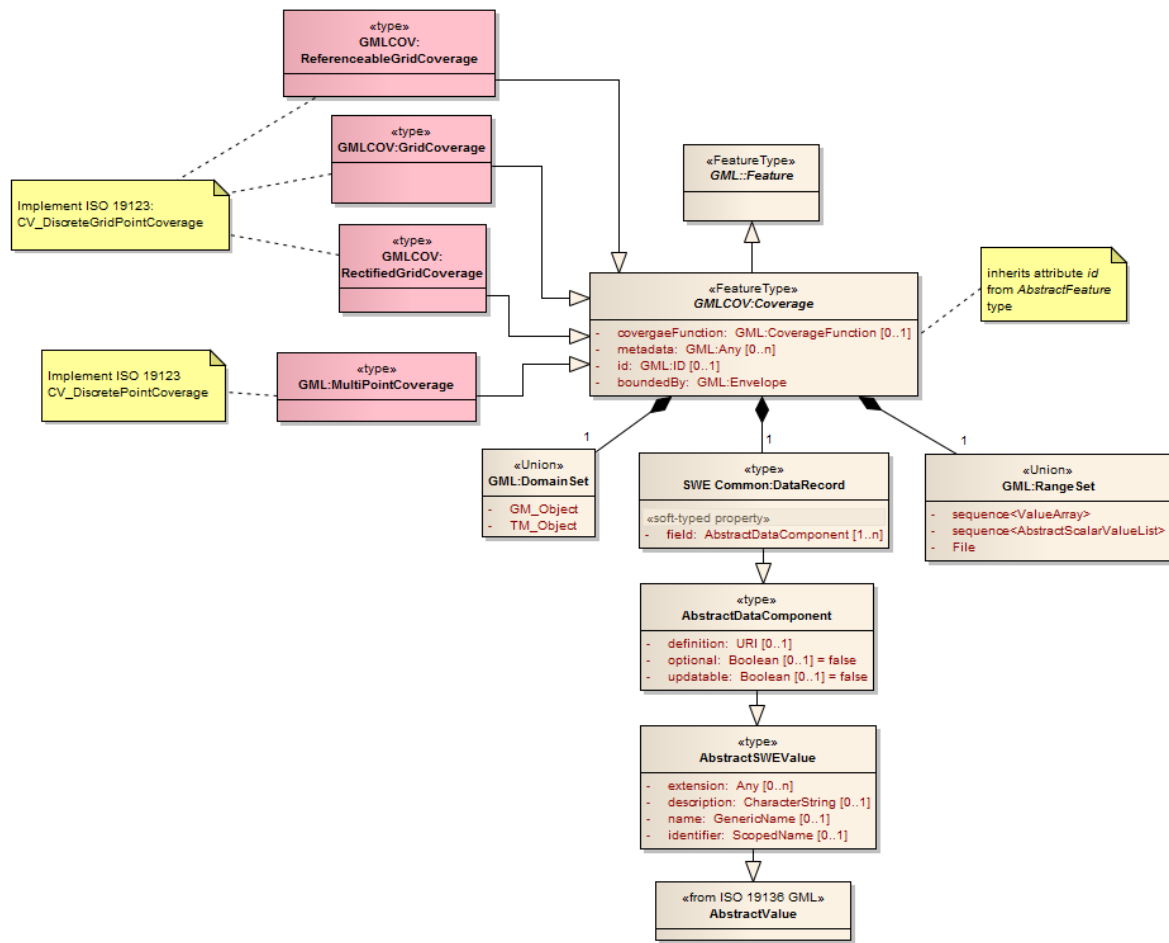 «type»
GMLCOV:
ReferenceableGridCoverage
«type»
GMLCOV:GridCoverage
«FeatureType»
GML::Feature
Implement ISO 19123:
CV_DiscreteGridPointCoverage
«type»
GMLCOV:
RectifiedGridCoverage
«FeatureType»
GMLCOV:Coverage
- covergaeFunction: GML:CoverageFunction [0..1]
- metadata: GML:Any [0..n]
- id: GML:ID [0..1]
- boundedBy: GML:Envelope
inherits attribute id
from AbstractFeature
type
Implement ISO 19123
CV_DiscretePointCoverage
«type»
GML:MultiPointCoverage
1
1
1
«Union»
GML:DomainSet
- GM_Object
- TM_Object
«type»
SWE Common:DataRecord
«soft-typed property»
- field: AbstractDataComponent [1..n]
«Union»
GML:RangeSet
- sequence<ValueArray>
- sequence<AbstractScalarValueList>
- File
«type»
AbstractDataComponent
- definition: URI [0..1]
- optional: Boolean [0..1] = false
- updatable: Boolean [0..1] = false
«type»
AbstractSWEValue
- extension: Any [0..n]
- description: CharacterString [0..1]
- name: GenericName [0..1]
- identifier: ScopedName [0..1]
«from ISO 19136 GML»
AbstractValue